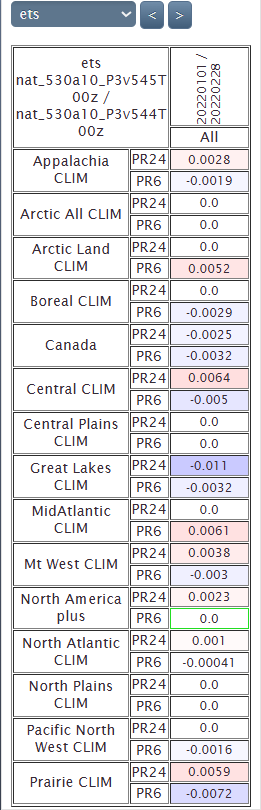 ets
<
>
ets
nat_530a10_P3v545T
00z /
nat_530a10_P3v544T
00z
20220101 /
20220228
All
Appalachia
CLIM
PR24
0.0028
PR6
-0.0019
Arctic All CLIM
PR24
0.0
PR6
0.0
Arctic Land
CLIM
PR24
0.0
PR6
0.0052
Boreal CLIM
PR24
0.0
PR6
-0.0029
Canada
PR24
-0.0025
PR6
-0.0032
Central CLIM
PR24
0.0064
PR6
-0.005
Central Plains
CLIM
PR24
0.0
PR6
0.0
Great Lakes
CLIM
PR24
-0.011
PR6
-0.0032
MidAtlantic
CLIM
PR24
0.0
PR6
0.0061
Mt West CLIM
PR24
0.0038
PR6
-0.003
North America
plus
PR24
0.0023
PR6
0.0
North Atlantic
CLIM
PR24
0.001
PR6
-0.00041
North Plains
CLIM
PR24
0.0
PR6
0.0
Pacific North
West CLIM
PR24
0.0
PR6
-0.0016
Prairie CLIM
PR24
0.0059
PR6
-0.0072